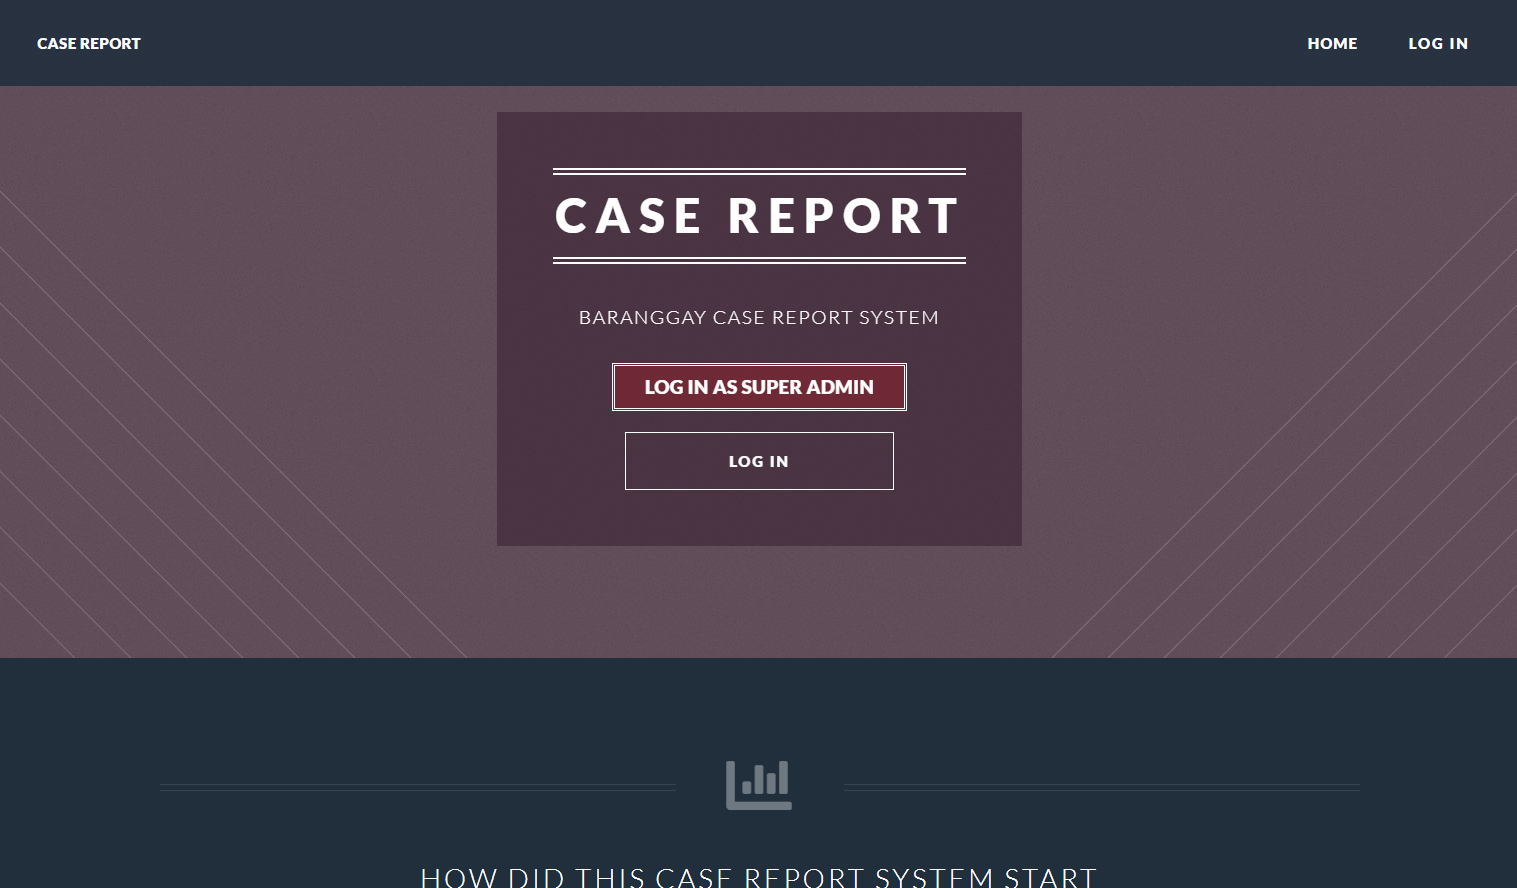 CASE REPORT
HOME
LOG IN
CASE REPORT
BARANGGAY CASE REPORT SYSTEM
LOG IN AS SUPER ADMIN
LOG IN
HOW DID THIS CASE REPORT SYSTEM START